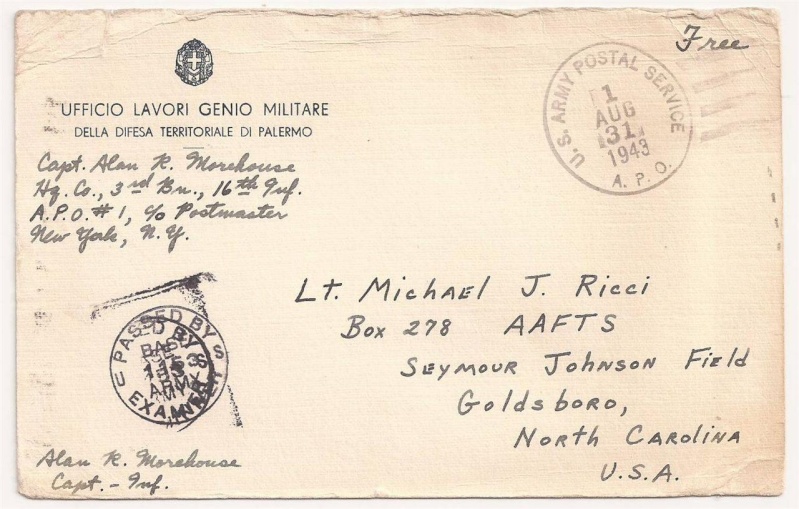 Free
U.S. ARMY POSTAL SERVICE
1
AUG
31
1943
A.P.O.
UFFICIO LAVORI GENIO MILITARE
DELLA DIFESA TERRITORIALE DI PALERMO
Capt. Alan R. Morehouse
Hq. Co., 3rd Bn., 16th Inf.
A.P.O. # 1, c/o Postmaster
New York, N.Y.
Lt. Michael J. Ricci
Box 278 AAFTS
Seymour Johnson Field
Goldsboro,
North Carolina
U.S.A.
PASSED BY
BASE
ARMY
EXAMINER
Alan R. Morehouse
Capt. - Inf.